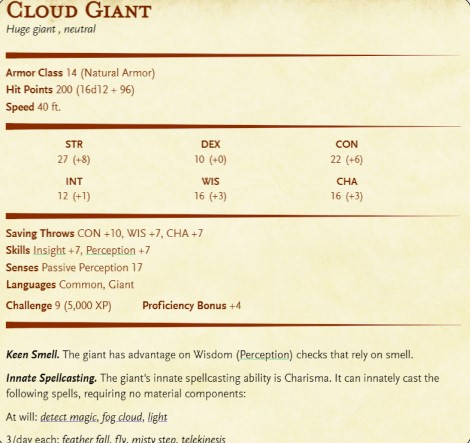 Cloud Giant
Huge giant , neutral
Armor Class 14 (Natural Armor)
Hit Points 200 (16d12 + 96)
Speed 40 ft.
STR DEX CON
27 (+8) 10 (+0) 22 (+6)
INT WIS CHA
12 (+1) 16 (+3) 16 (+3)
Saving Throws CON +10, WIS +7, CHA +7
Skills Insight +7, Perception +7
Senses Passive Perception 17
Languages Common, Giant
Challenge 9 (5,000 XP) Proficiency Bonus +4
Keen Smell. The giant has advantage on Wisdom (Perception) checks that rely on smell.
Innate Spellcasting. The giant's innate spellcasting ability is Charisma. It can innately cast the
following spells, requiring no material components:
At will: detect magic, fog cloud, light
3/day each: feather fall, fly, misty step, telekinesis